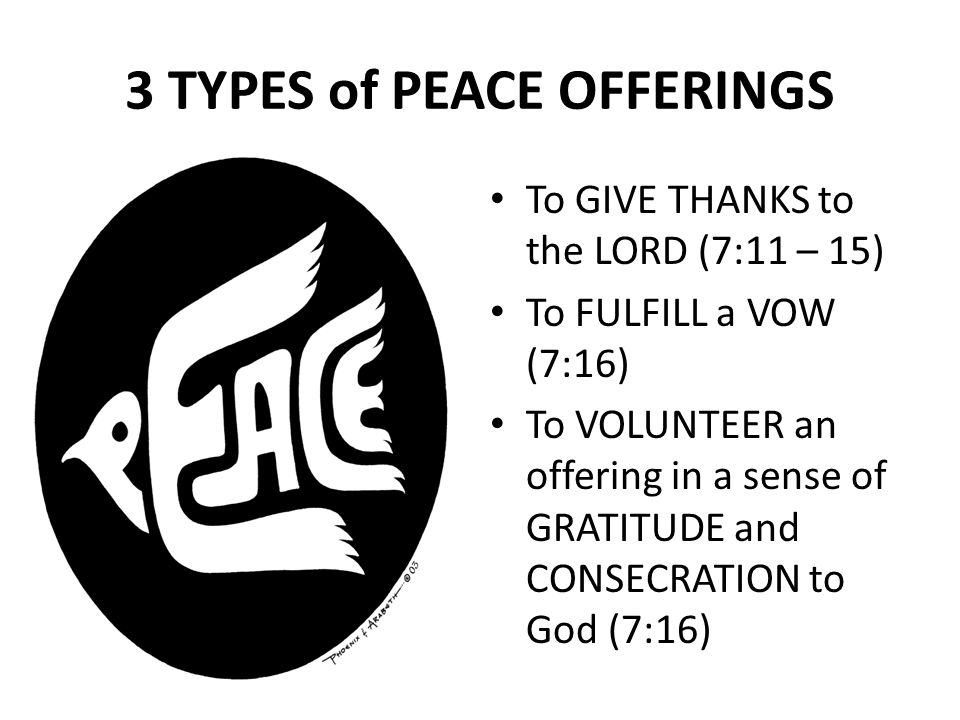 3 TYPES of PEACE OFFERINGS
PEACE
PHOENIX & ARABETH ©03
• To GIVE THANKS to
the LORD (7:11 – 15)
• To FULFILL a VOW
(7:16)
• To VOLUNTEER an
offering in a sense of
GRATITUDE and
CONSECRATION to
God (7:16)